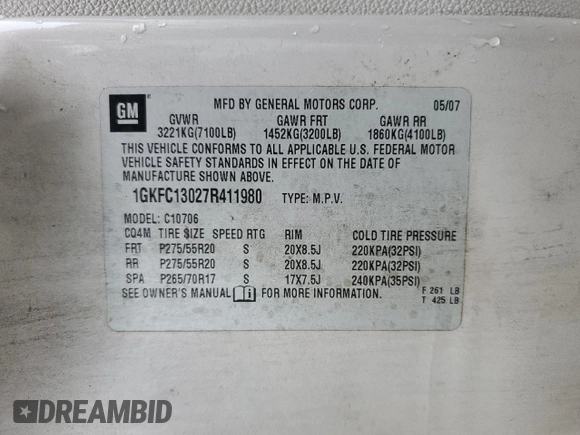 GM ® MFD BY GENERAL MOTORS CORP. 05/07
GVWR GAWR FRT GAWR RR
3221KG(7100LB) 1452KG(3200LB) 1860KG(4100LB)
THIS VEHICLE CONFORMS TO ALL APPLICABLE U.S. FEDERAL MOTOR
VEHICLE SAFETY STANDARDS IN EFFECT ON THE DATE OF
MANUFACTURE SHOWN ABOVE.
1GKFC13027R411980 TYPE: M.P.V.
MODEL: C10706
CQ4M TIRE SIZE SPEED RTG RIM COLD TIRE PRESSURE
FRT P275/55R20 S 20X8.5J 220KPA(32PSI)
RR P275/55R20 S 20X8.5J 220KPA(32PSI)
SPA P265/70R17 S 17X7.5J 240KPA(35PSI)
SEE OWNER'S MANUAL i FOR MORE INFORMATION. F 261 LB
T 425 LB
DREAMBID